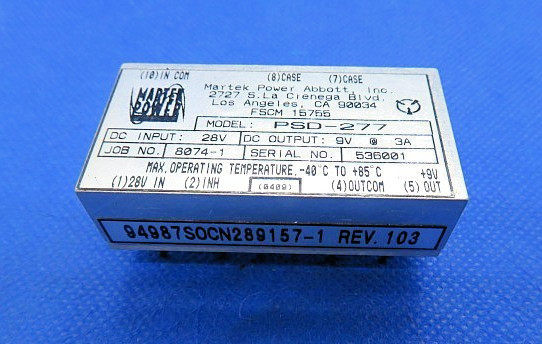 (10)IN COM (8)CASE (7)CASE
MARTEK POWER
Martek Power Abbott, Inc.
2727 S.La Cienega Blvd.
Los Angeles, CA 90034
FSCM 15755
MODEL: PSD-277
DC INPUT: 28V DC OUTPUT: 9V @ 3A
JOB NO. 8074-1 SERIAL NO. 536001
MAX.OPERATING TEMPERATURE.-40°C TO +85°C
+9V
(1)28V IN (2)INH (0409) (4)OUTCOM (5)OUT
94987SOCN289157-1 REV.103